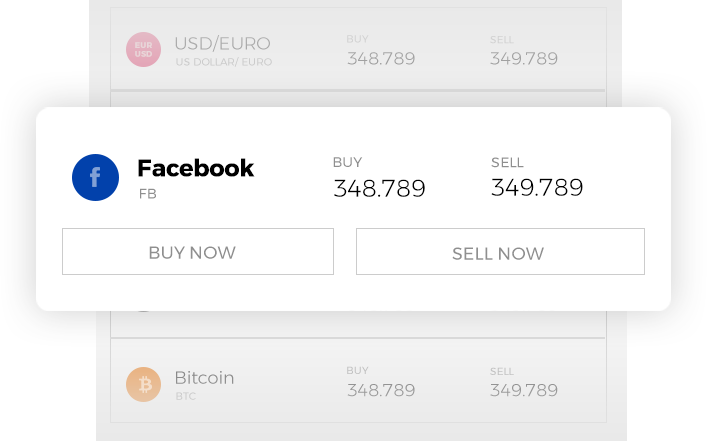 EUR
USD
USD/EURO
US DOLLAR/ EURO
BUY
348.789
SELL
349.789
f
Facebook
FB
BUY
348.789
SELL
349.789
BUY NOW
SELL NOW
Bitcoin
BTC
BUY
348.789
SELL
349.789